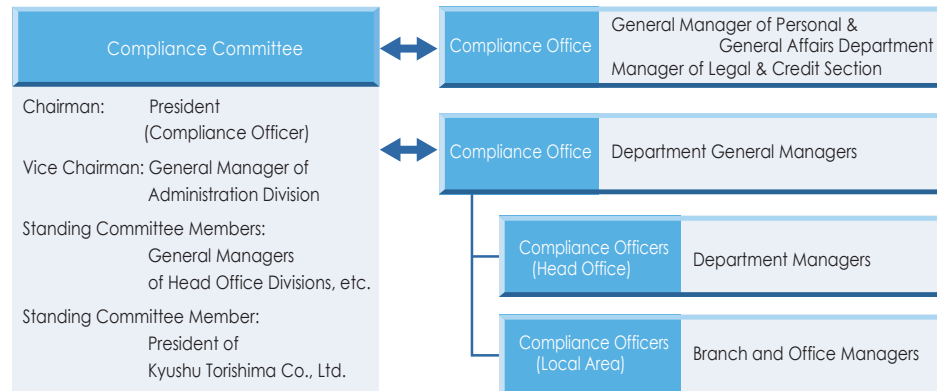 Compliance Committee
Chairman: President
(Compliance Officer)
Vice Chairman: General Manager of
Administration Division
Standing Committee Members:
General Managers
of Head Office Divisions, etc.
Standing Committee Member:
President of
Kyushu Torishima Co., Ltd.
Compliance Office
General Manager of Personal &
General Affairs Department
Manager of Legal & Credit Section
Compliance Office
Department General Managers
Compliance Officers
(Head Office)
Department Managers
Compliance Officers
(Local Area)
Branch and Office Managers